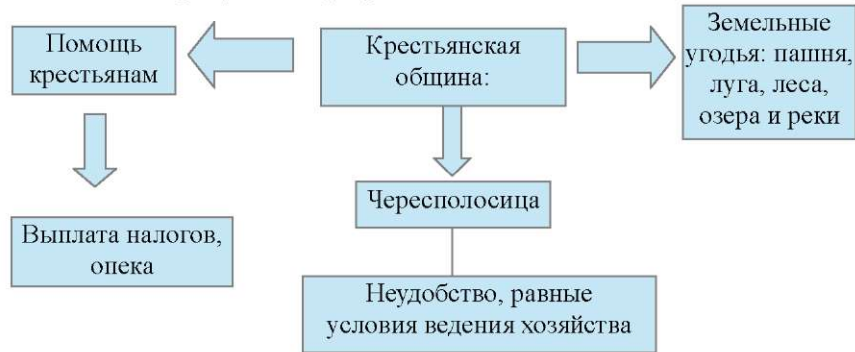 Помощь
крестьянам
Крестьянская
община:
Земельные
угодья: пашня,
луга, леса,
озера и реки
Чересполосица
Выплата налогов,
опека
Неудобство, равные
условия ведения хозяйства